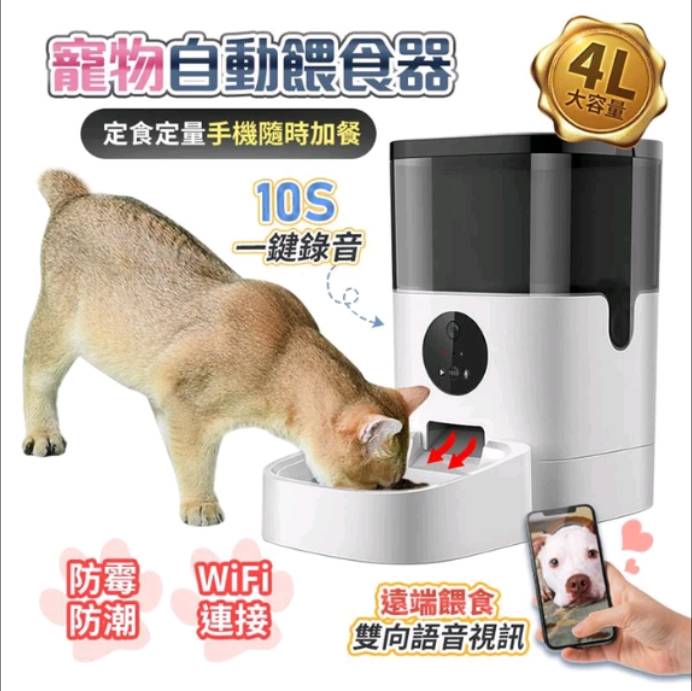 寵物自動餵食器
4L
大容量
定食定量手機隨時加餐
10S
一鍵錄音
防霉
防潮
WiFi
連接
遠端餵食
雙向語音視訊